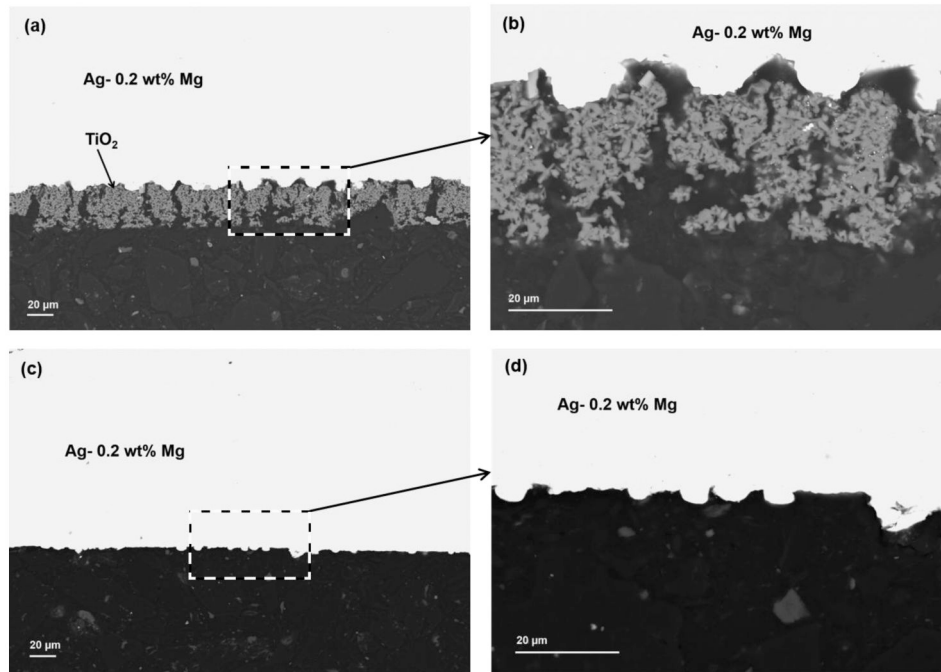 (a)
Ag- 0.2 wt% Mg
TiO₂
20 µm
(b)
Ag- 0.2 wt% Mg
20 µm
(c)
Ag- 0.2 wt% Mg
20 µm
(d)
Ag- 0.2 wt% Mg
20 µm